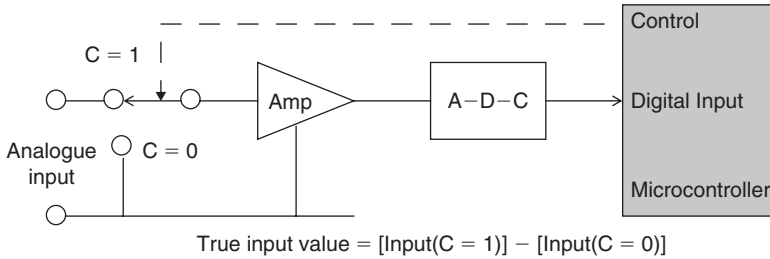 Control
C = 1
Amp
A–D–C
Digital Input
Analogue
input
C = 0
Microcontroller
True input value = [Input(C = 1)] − [Input(C = 0)]